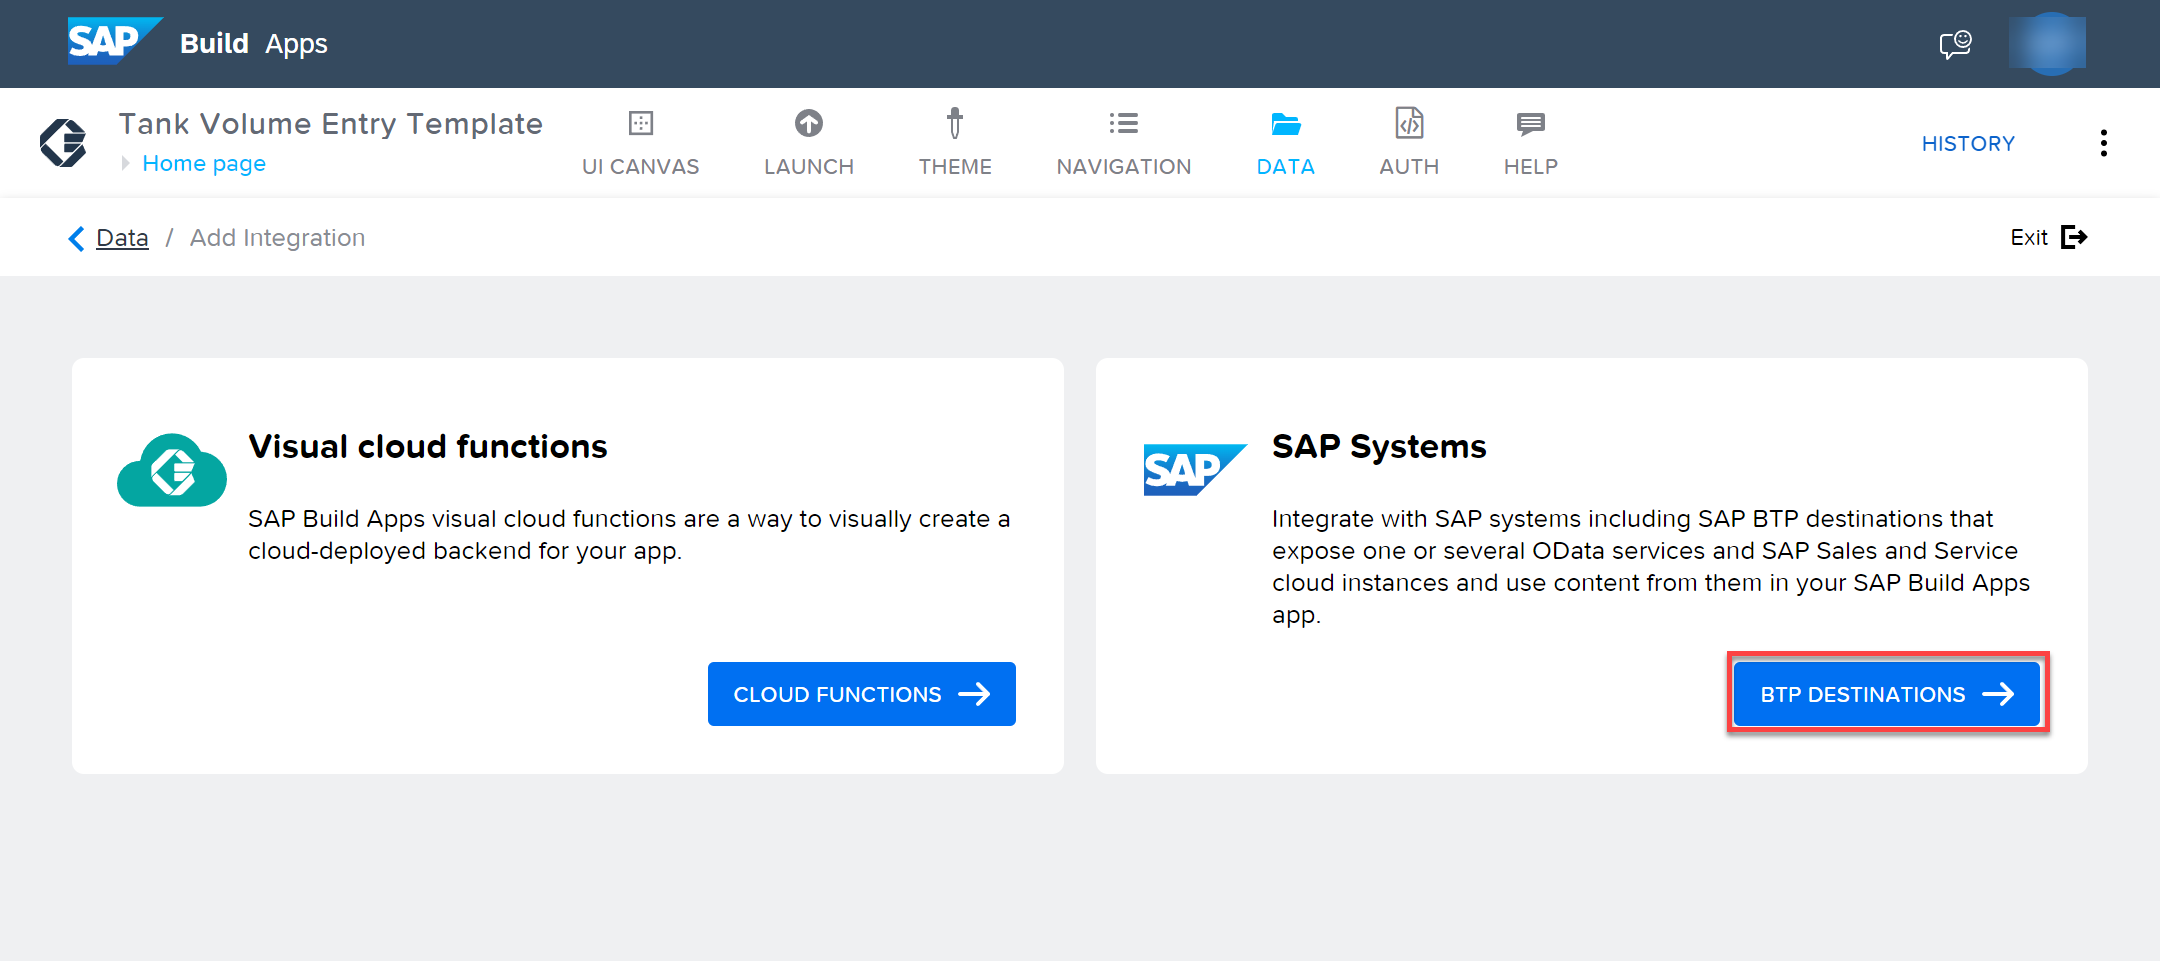 SAP Build Apps
Tank Volume Entry Template
Home page
UI CANVAS
LAUNCH
THEME
NAVIGATION
DATA
AUTH
HELP
HISTORY
Data / Add Integration
Exit
Visual cloud functions
SAP Build Apps visual cloud functions are a way to visually create a
cloud-deployed backend for your app.
CLOUD FUNCTIONS
SAP
SAP Systems
Integrate with SAP systems including SAP BTP destinations that
expose one or several OData services and SAP Sales and Service
cloud instances and use content from them in your SAP Build Apps
app.
BTP DESTINATIONS